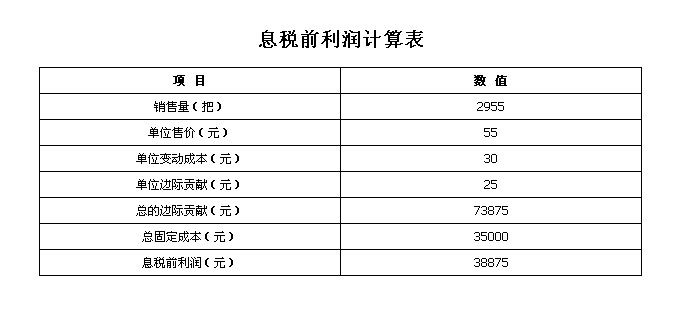 息税前利润计算表
项 目 数 值
销售量(把) 2955
单位售价(元) 55
单位变动成本(元) 30
单位边际贡献(元) 25
总的边际贡献(元) 73875
总固定成本(元) 35000
息税前利润(元) 38875